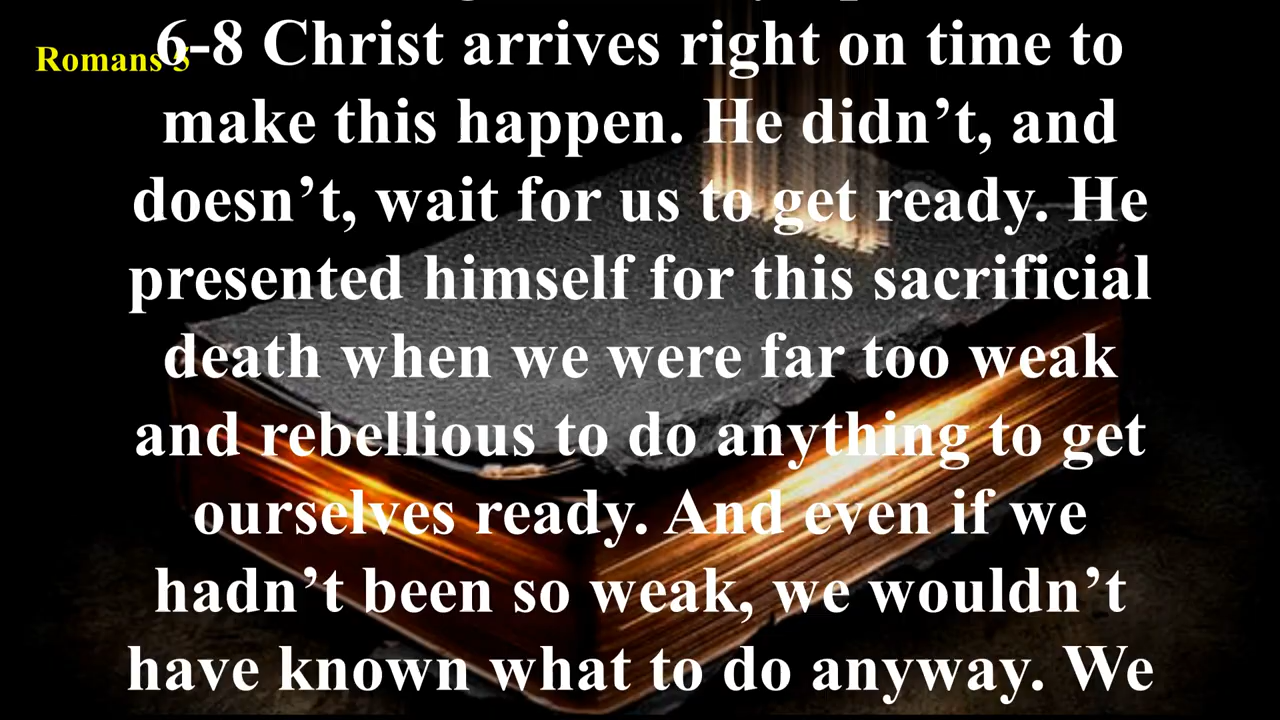 Romans 5
6-8 Christ arrives right on time to
make this happen. He didn’t, and
doesn’t, wait for us to get ready. He
presented himself for this sacrificial
death when we were far too weak
and rebellious to do anything to get
ourselves ready. And even if we
hadn’t been so weak, we wouldn’t
have known what to do anyway. We